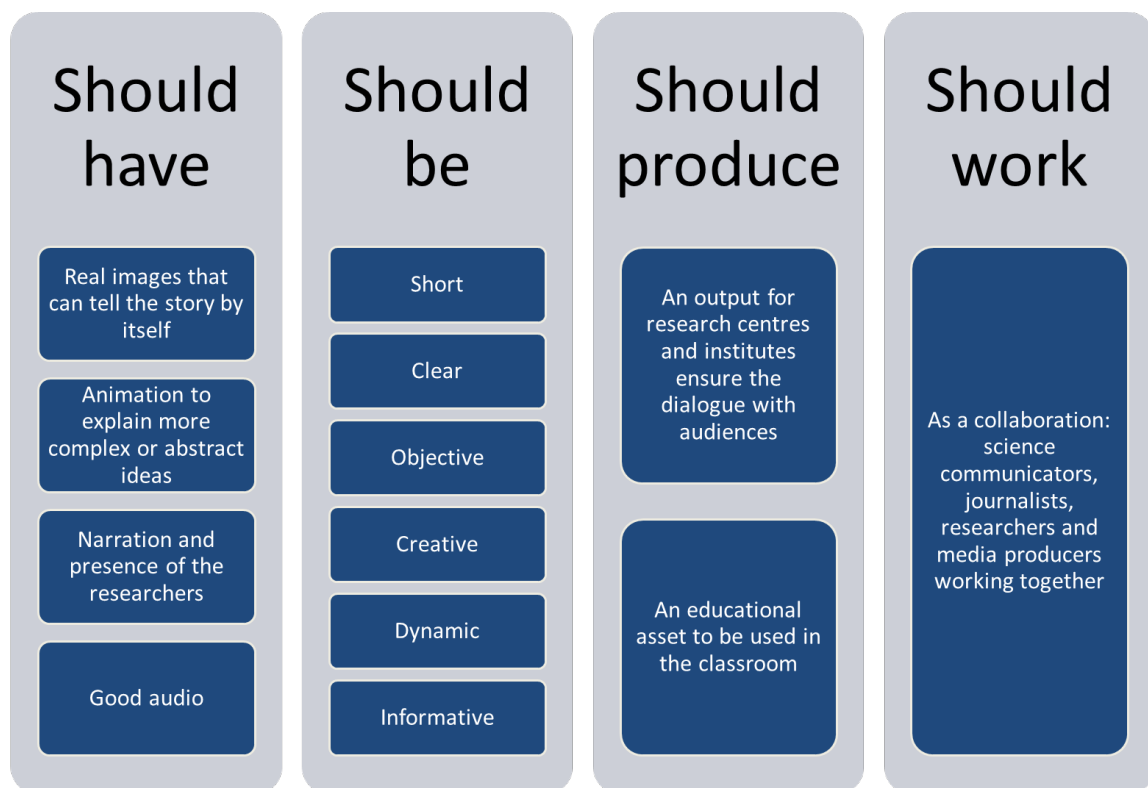 Should
have
Real images that
can tell the story by
itself
Animation to
explain more
complex or abstract
ideas
Narration and
presence of the
researchers
Good audio
Should
be
Short
Clear
Objective
Creative
Dynamic
Informative
Should
produce
An output for
research centres
and institutes
ensure the
dialogue with
audiences
An educational
asset to be used in
the classroom
Should
work
As a collaboration:
science
communicators,
journalists,
researchers and
media producers
working together